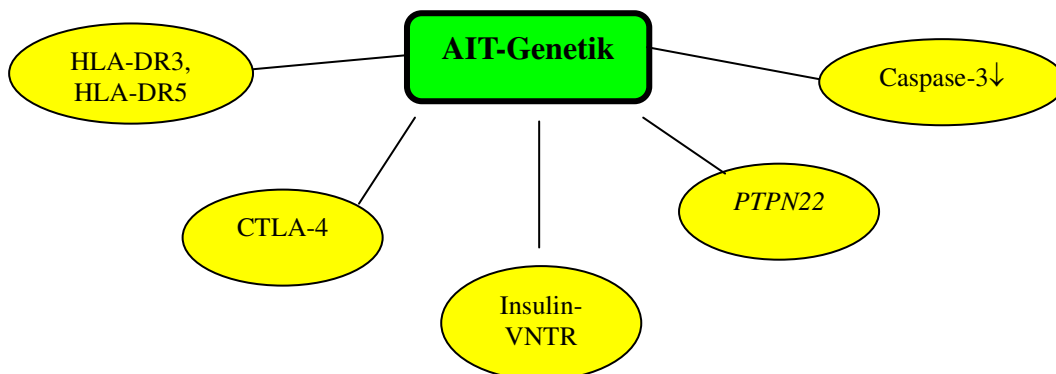 AIT-Genetik
HLA-DR3,
HLA-DR5
Caspase-3↓
CTLA-4
PTPN22
Insulin-
VNTR